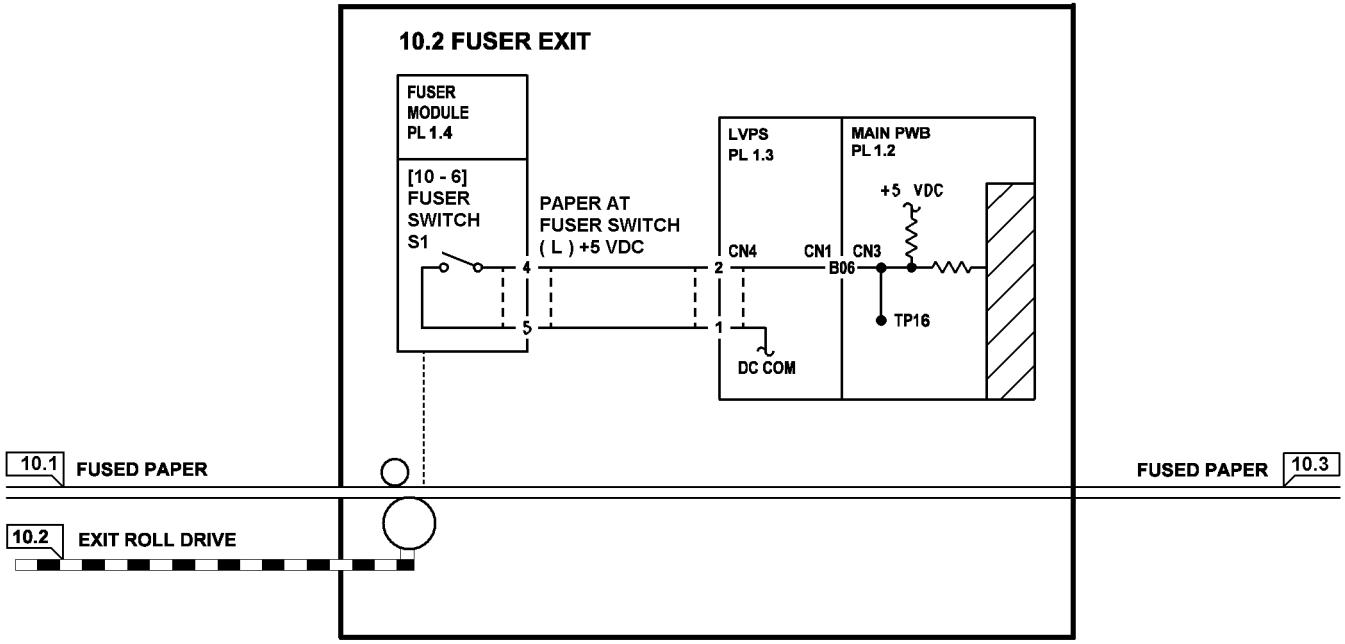 10.2 FUSER EXIT
FUSER
MODULE
PL 1.4
[10 - 6]
FUSER
SWITCH
S1
PAPER AT
FUSER SWITCH
( L ) +5 VDC
4
5
LVPS
PL 1.3
MAIN PWB
PL 1.2
+5 VDC
2 CN4
CN1 B06 CN3
1
TP16
DC COM
10.1 FUSED PAPER
FUSED PAPER 10.3
10.2 EXIT ROLL DRIVE